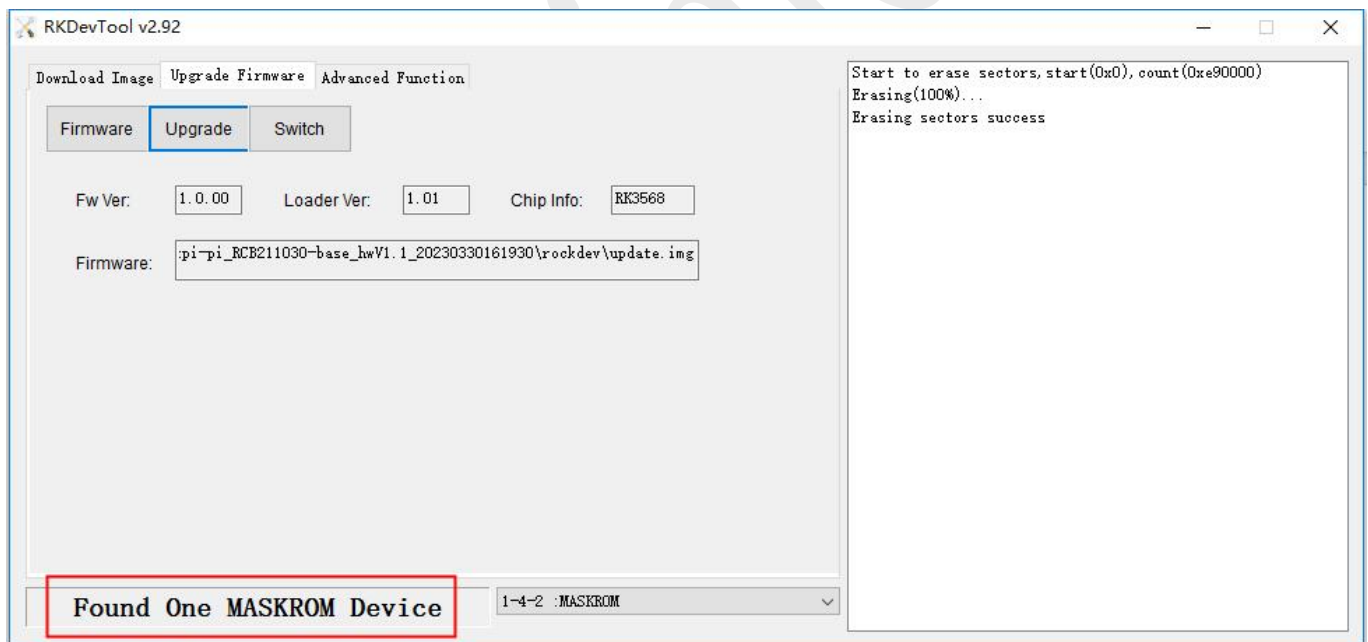 RKDevTool v2.92
Download Image Upgrade Firmware Advanced Function
Firmware Upgrade Switch
Fw Ver: 1.0.00 Loader Ver: 1.01 Chip Info: RK3568
Firmware: :pi-pi_RCB211030-base_hwV1.1_20230330161930\rockdev\update.img
Found One MASKROM Device 1-4-2 :MASKROM
Start to erase sectors,start(0x0),count(0xe90000)
Erasing(100%)...
Erasing sectors success